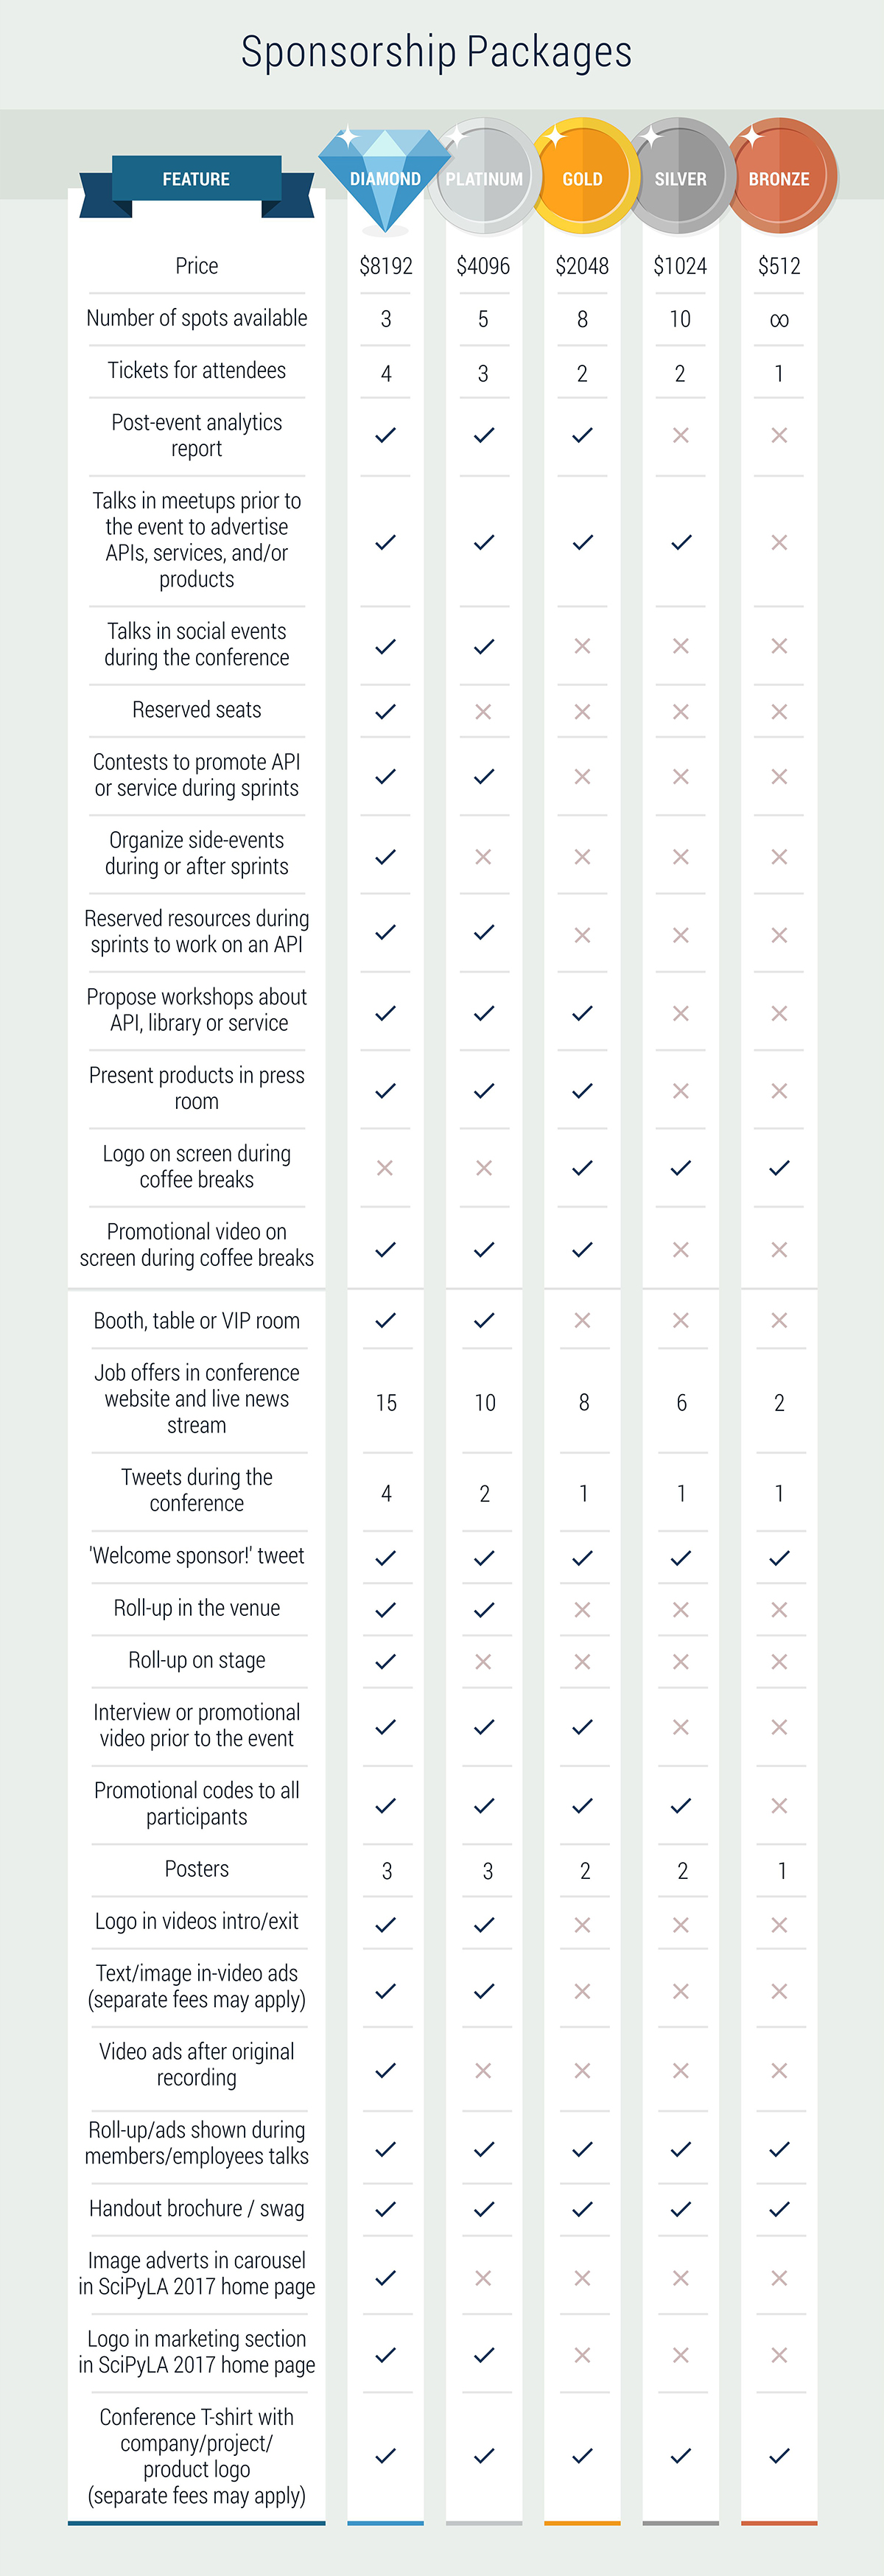 Sponsorship Packages
FEATURE DIAMOND PLATINUM GOLD SILVER BRONZE
Price $8192 $4096 $2048 $1024 $512
Number of spots available 3 5 8 10 ∞
Tickets for attendees 4 3 2 2 1
Post-event analytics
report
Talks in meetups prior to
the event to advertise
APIs, services, and/or
products
Talks in social events
during the conference
Reserved seats
Contests to promote API
or service during sprints
Organize side-events
during or after sprints
Reserved resources during
sprints to work on an API
Propose workshops about
API, library or service
Present products in press
room
Logo on screen during
coffee breaks
Promotional video on
screen during coffee breaks
Booth, table or VIP room
Job offers in conference
website and live news
stream
15 10 8 6 2
Tweets during the
conference
4 2 1 1 1
'Welcome sponsor!' tweet
Roll-up in the venue
Roll-up on stage
Interview or promotional
video prior to the event
Promotional codes to all
participants
Posters 3 3 2 2 1
Logo in videos intro/exit
Text/image in-video ads
(separate fees may apply)
Video ads after original
recording
Roll-up/ads shown during
members/employees talks
Handout brochure / swag
Image adverts in carousel
in SciPyLA 2017 home page
Logo in marketing section
in SciPyLA 2017 home page
Conference T-shirt with
company/project/
product logo
(separate fees may apply)